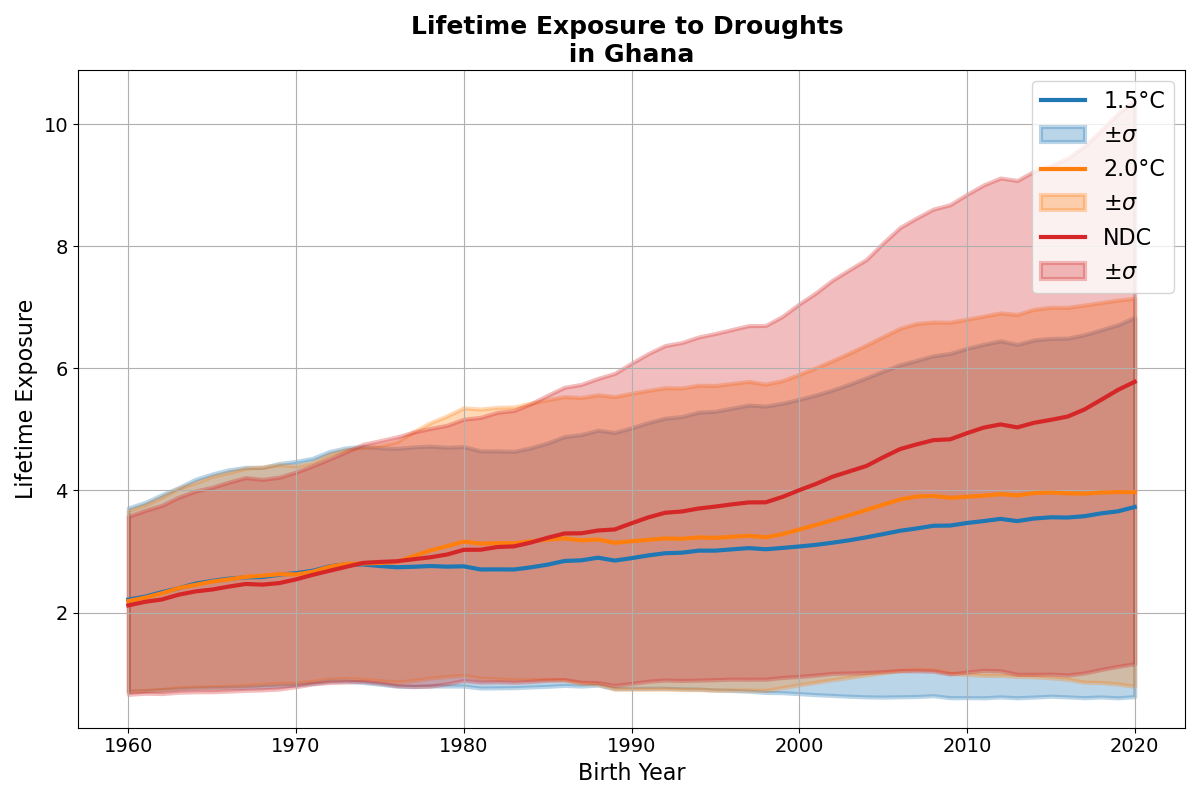 Lifetime Exposure to Droughts
in Ghana
Lifetime Exposure
10
8
6
4
2
1.5°C
±σ
2.0°C
±σ
NDC
±σ
1960
1970
1980
1990
2000
2010
2020
Birth Year